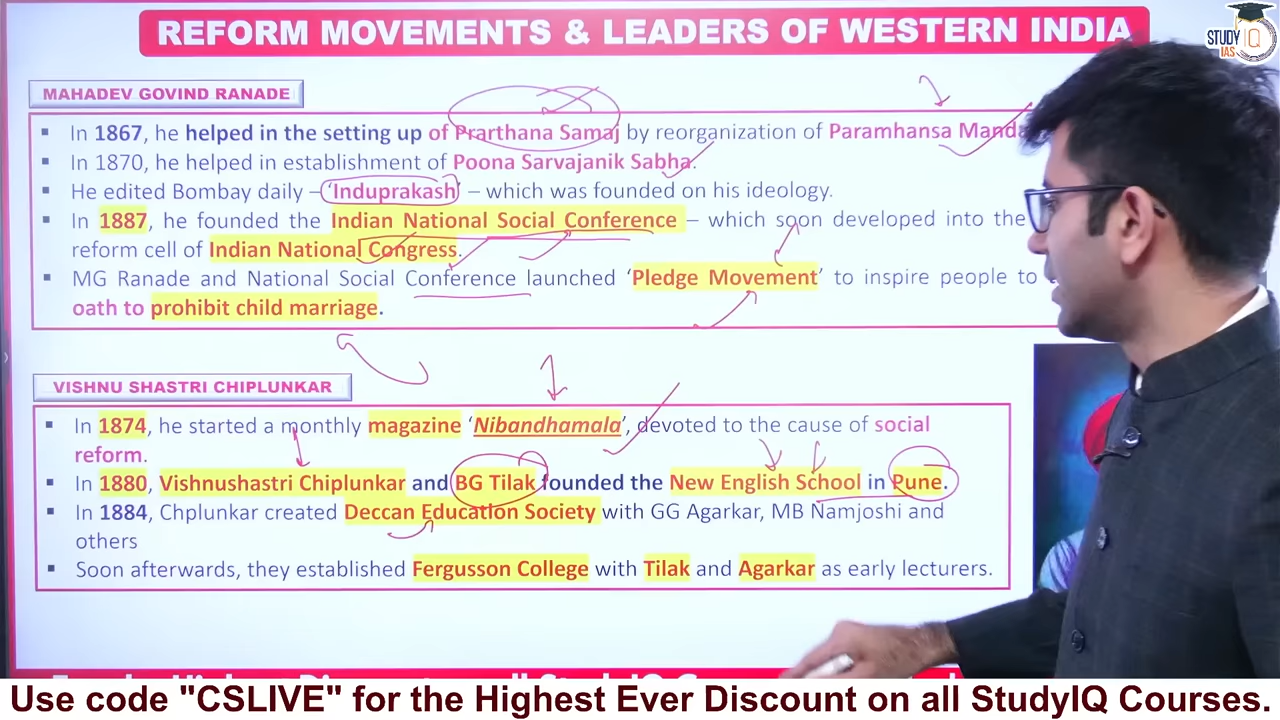 REFORM MOVEMENTS & LEADERS OF WESTERN INDIA
STUDY IQ
IAS
MAHADEV GOVIND RANADE
▪ In 1867, he helped in the setting up of Prarthana Samaj by reorganization of Paramhansa Manda
▪ In 1870, he helped in establishment of Poona Sarvajanik Sabha.
▪ He edited Bombay daily – 'Induprakash' – which was founded on his ideology.
▪ In 1887, he founded the Indian National Social Conference – which soon developed into the
reform cell of Indian National Congress.
▪ MG Ranade and National Social Conference launched 'Pledge Movement' to inspire people to
oath to prohibit child marriage.
VISHNU SHASTRI CHIPLUNKAR
▪ In 1874, he started a monthly magazine 'Nibandhamala', devoted to the cause of social
reform.
▪ In 1880, Vishnushastri Chiplunkar and BG Tilak founded the New English School in Pune.
▪ In 1884, Chplunkar created Deccan Education Society with GG Agarkar, MB Namjoshi and
others
▪ Soon afterwards, they established Fergusson College with Tilak and Agarkar as early lecturers.
Use code "CSLIVE" for the Highest Ever Discount on all StudyIQ Courses.